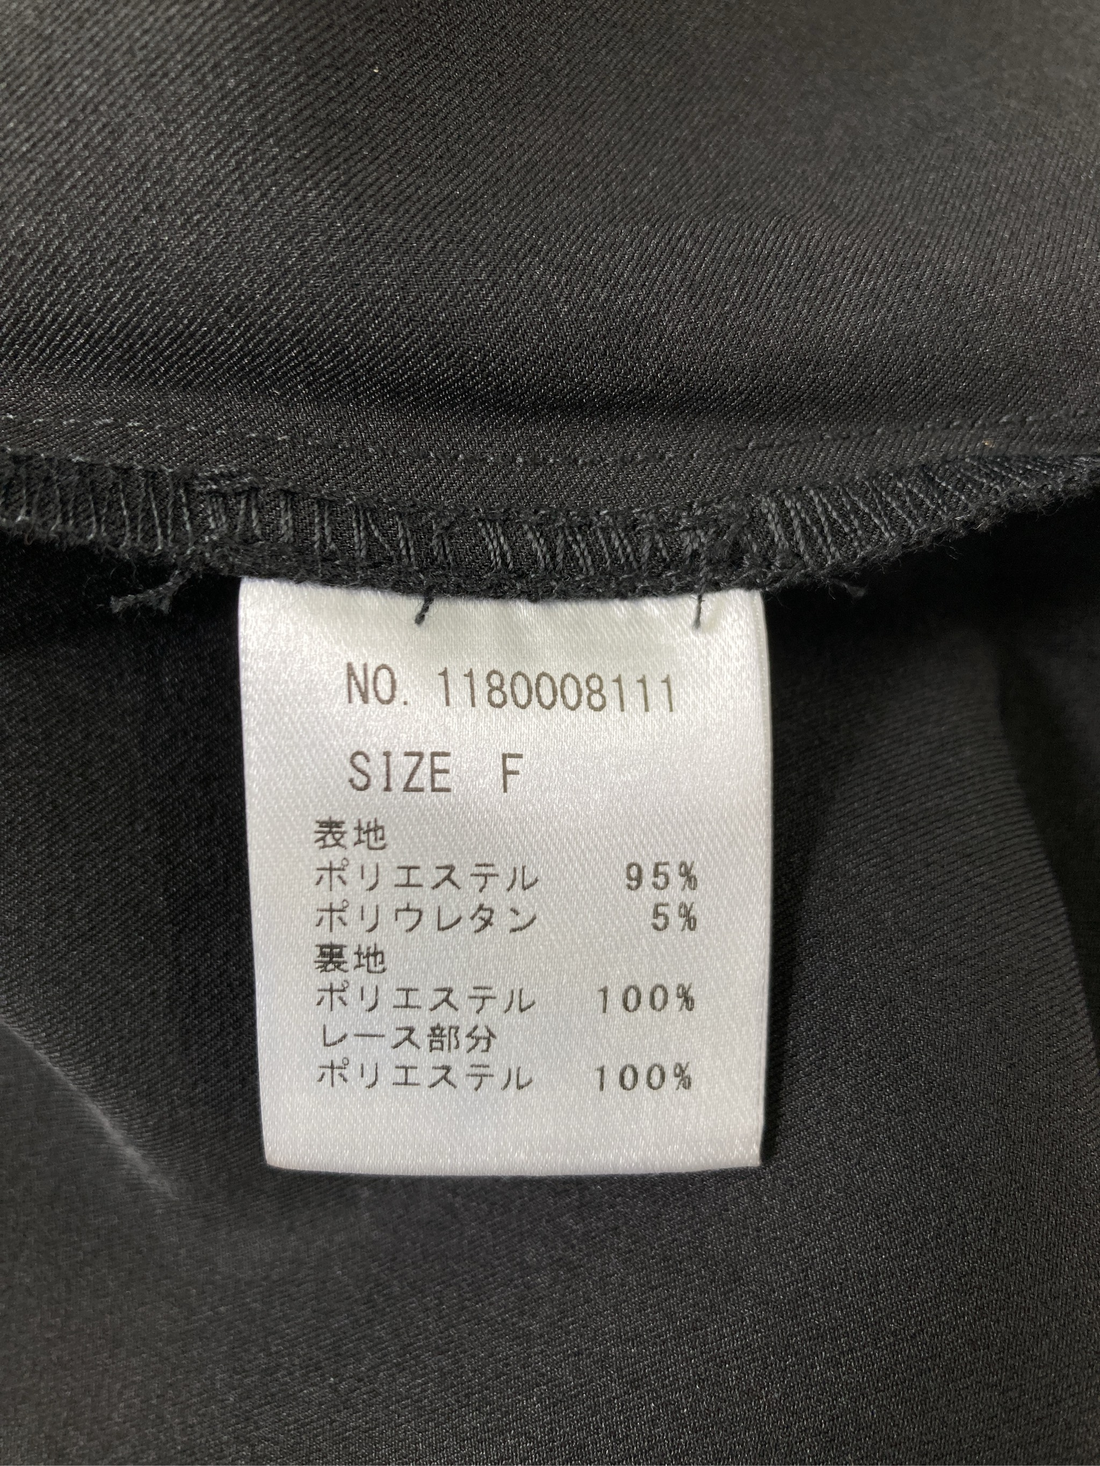 NO. 1180008111
SIZE F
表地
ポリエステル 95%
ポリウレタン 5%
裏地
ポリエステル 100%
レース部分
ポリエステル 100%